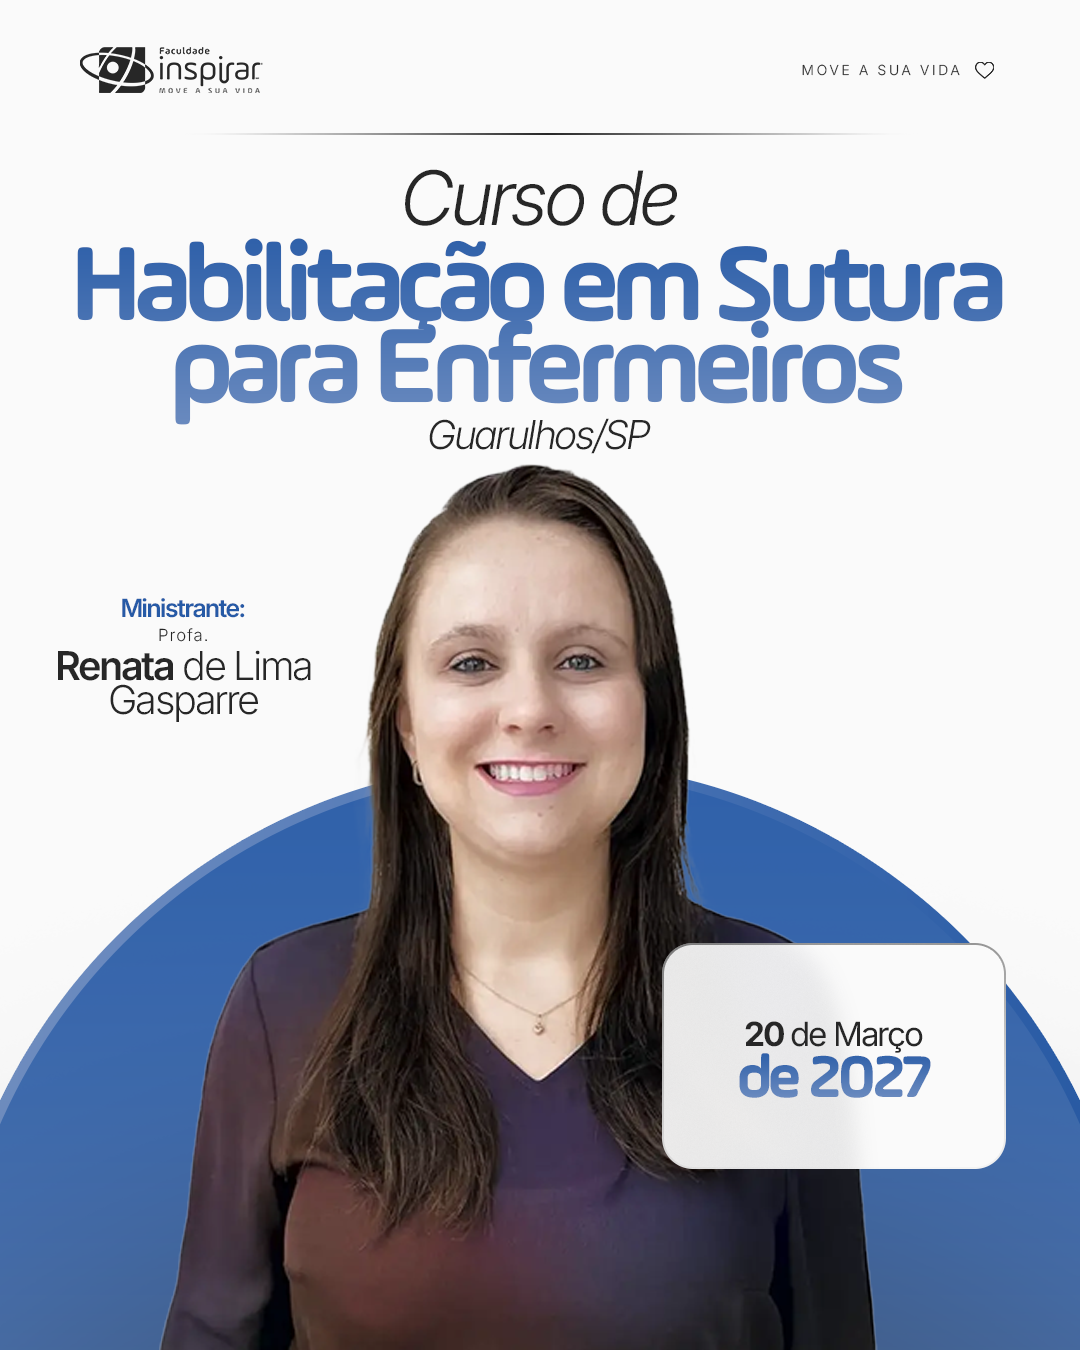 Faculdade
inspirar
MOVE A SUA VIDA
MOVE A SUA VIDA
Curso de
Habilitação em Sutura
para Enfermeiros
Guarulhos/SP
Ministrante:
Profa.
Renata de Lima
Gasparre
20 de Março
de 2027